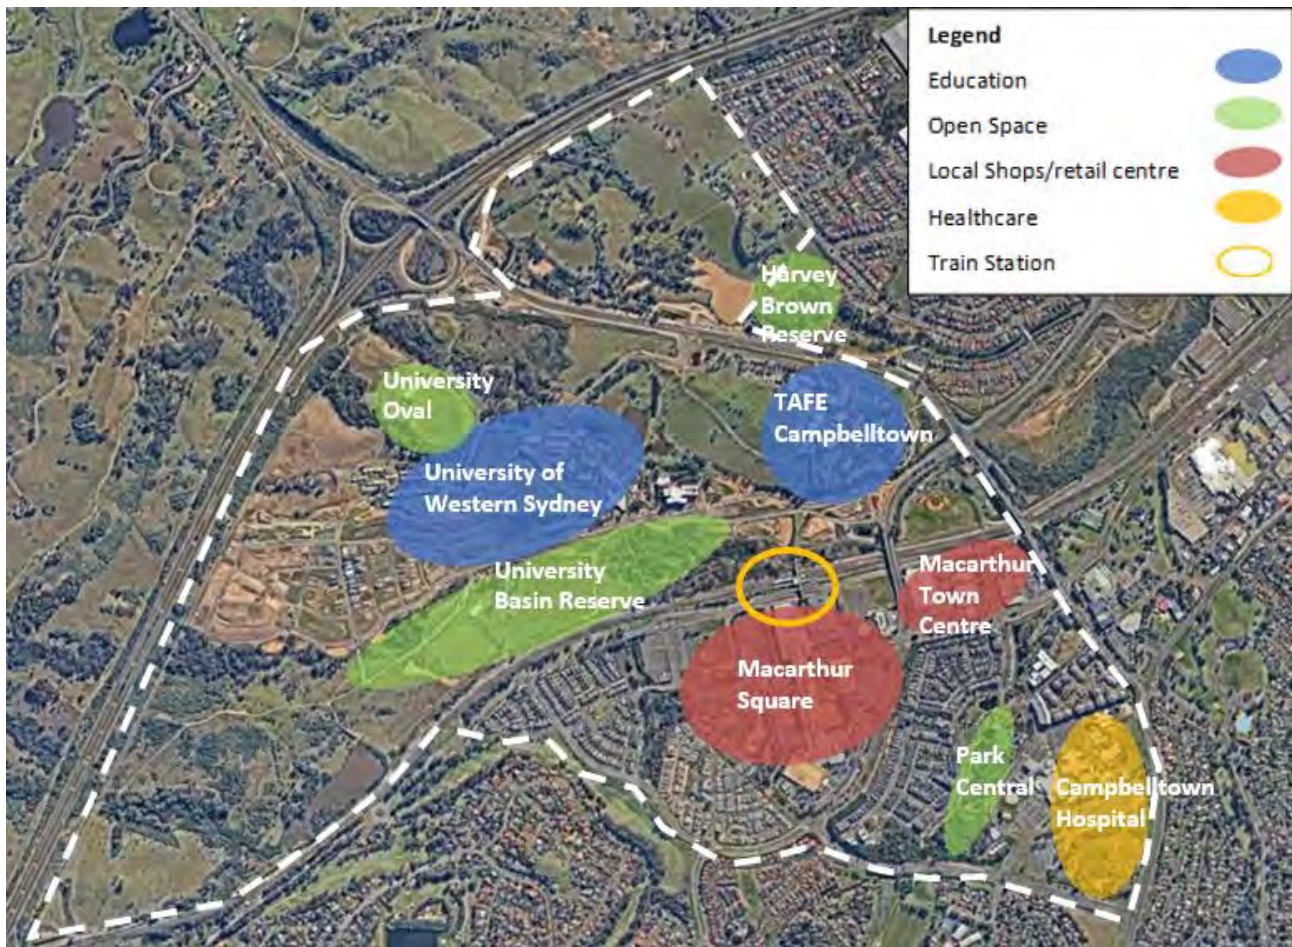 Legend
Education
Open Space
Local Shops/retail centre
Healthcare
Train Station
Harvey
Brown
Reserve
University
Oval
TAFE
Campbelltown
University of
Western Sydney
University
Basin Reserve
Macarthur
Town
Centre
Macarthur
Square
Park
Central
Campbelltown
Hospital